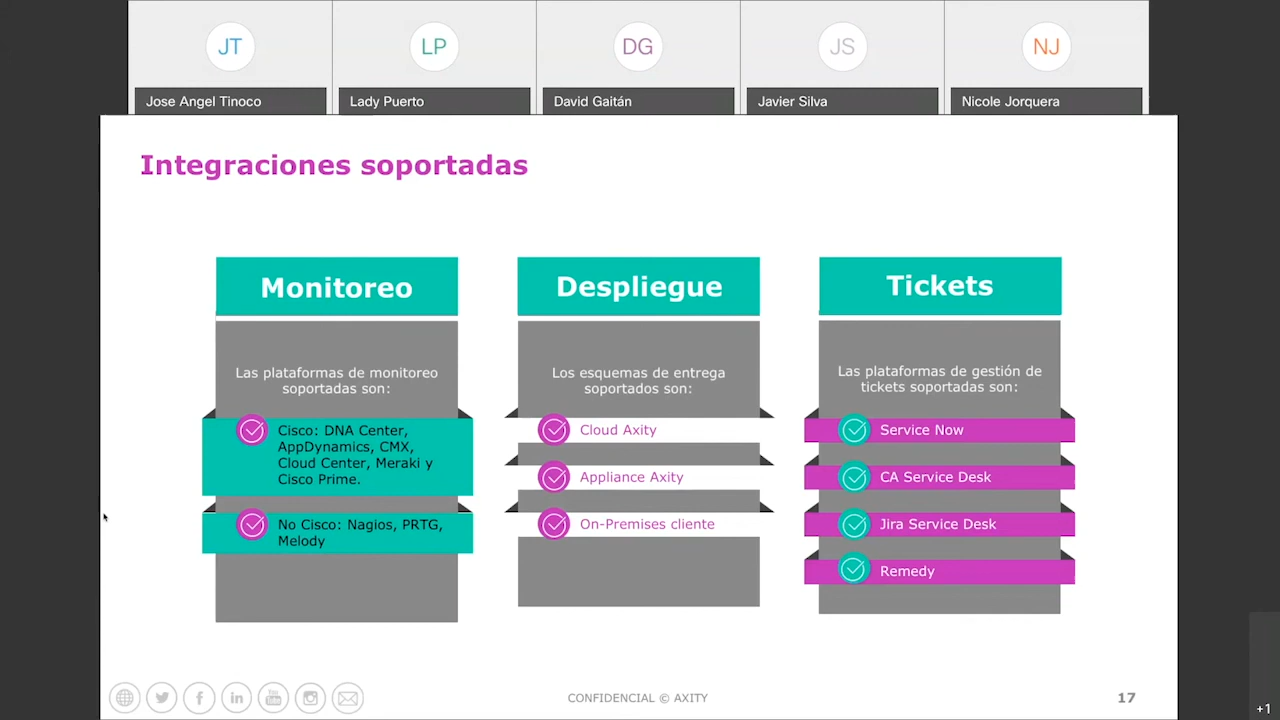 JT
LP
DG
JS
NJ
Jose Angel Tinoco
Lady Puerto
David Gaitán
Javier Silva
Nicole Jorquera
Integraciones soportadas
Monitoreo
Las plataformas de monitoreo
soportadas son:
Cisco: DNA Center,
AppDynamics, CMX,
Cloud Center, Meraki y
Cisco Prime.
No Cisco: Nagios, PRTG,
Melody
Despliegue
Los esquemas de entrega
soportados son:
Cloud Axity
Appliance Axity
On-Premises cliente
Tickets
Las plataformas de gestión de
tickets soportadas son:
Service Now
CA Service Desk
Jira Service Desk
Remedy
in
You
Tube
CONFIDENCIAL © AXITY
17
+1